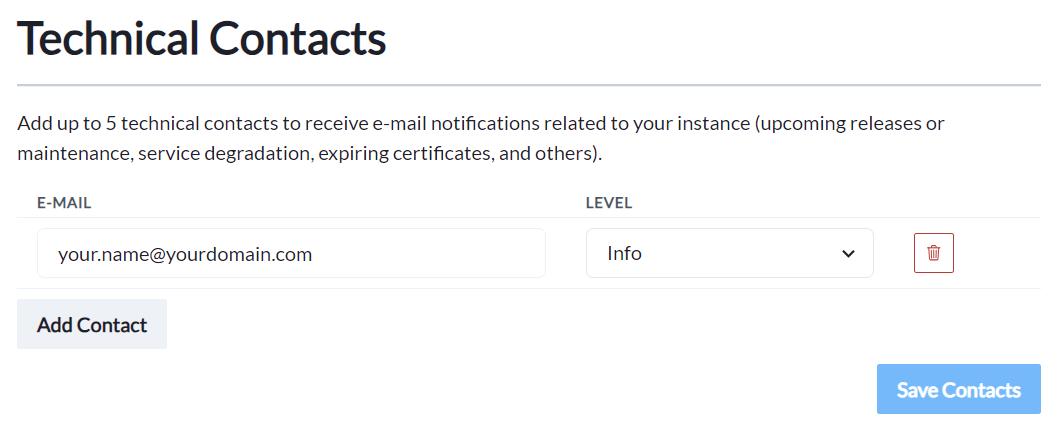 Technical Contacts
Add up to 5 technical contacts to receive e-mail notifications related to your instance (upcoming releases or
maintenance, service degradation, expiring certificates, and others).
E-MAIL LEVEL
your.name@yourdomain.com Info
Add Contact
Save Contacts